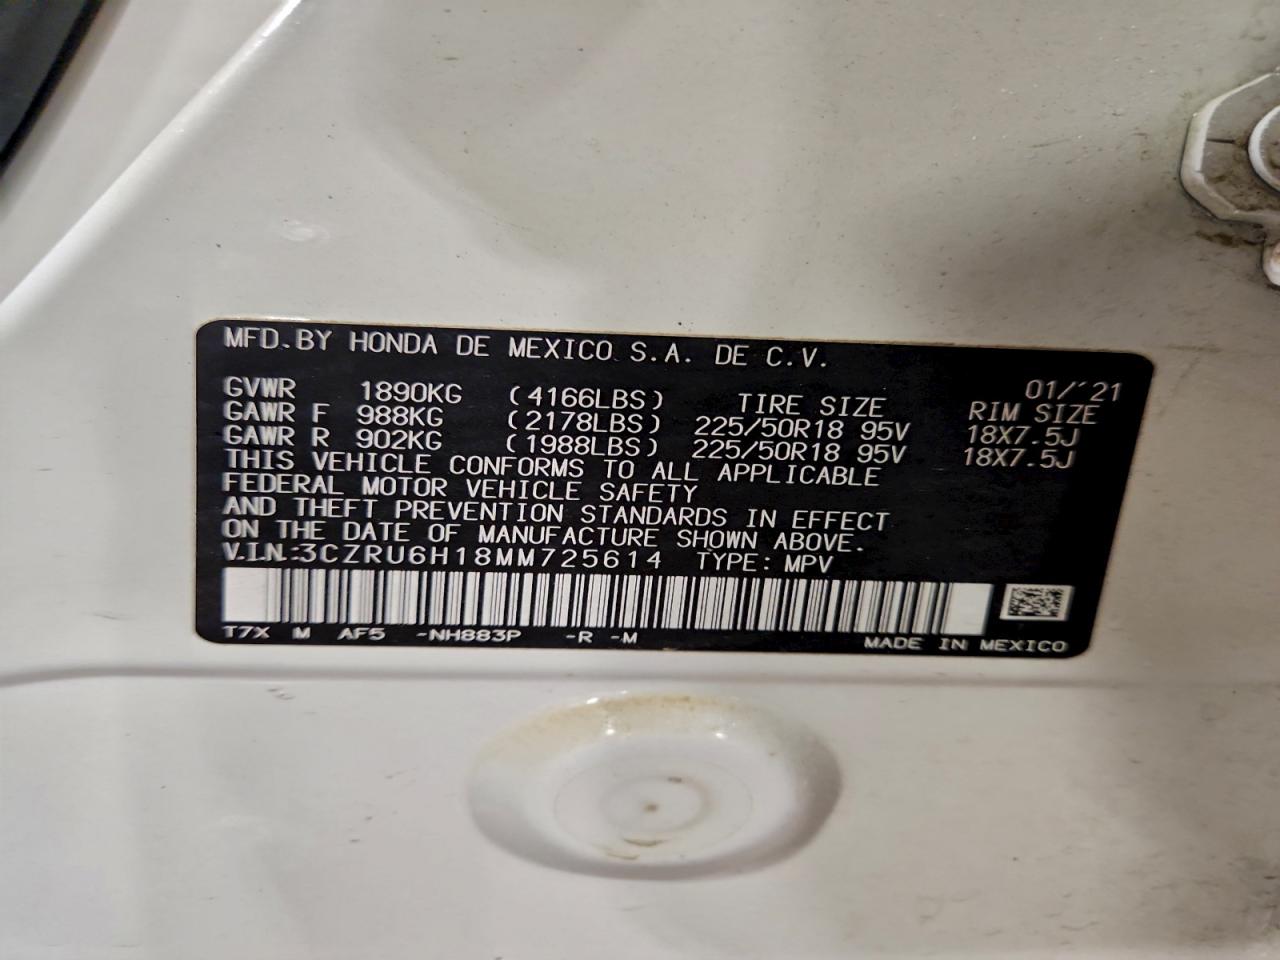 MFD.BY HONDA DE MEXICO S.A. DE C.V.
01/'21
GVWR 1890KG (4166LBS) TIRE SIZE RIM SIZE
GAWR F 988KG (2178LBS) 225/50R18 95V 18X7.5J
GAWR R 902KG (1988LBS) 225/50R18 95V 18X7.5J
THIS VEHICLE CONFORMS TO ALL APPLICABLE
FEDERAL MOTOR VEHICLE SAFETY
AND THEFT PREVENTION STANDARDS IN EFFECT
ON THE DATE OF MANUFACTURE SHOWN ABOVE.
V.I.N.:3CZRU6H18MM725614 TYPE: MPV
T7X M AF5 -NH883P -R -M MADE IN MEXICO